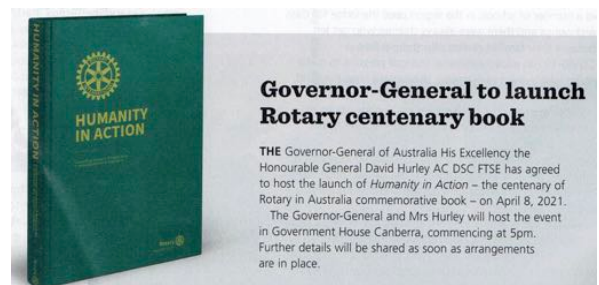 HUMANITY IN ACTION
HUMANITY
IN ACTION
Rotary
Governor-General to launch
Rotary centenary book
THE Governor-General of Australia His Excellency the
Honourable General David Hurley AC DSC FTSE has agreed
to host the launch of Humanity in Action – the centenary of
Rotary in Australia commemorative book – on April 8, 2021.
The Governor-General and Mrs Hurley will host the event
in Government House Canberra, commencing at 5pm.
Further details will be shared as soon as arrangements
are in place.